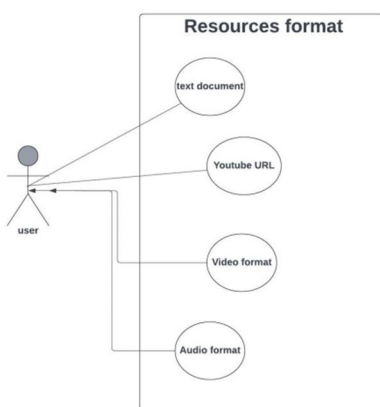 Resources format
text document
Youtube URL
user
Video format
Audio format